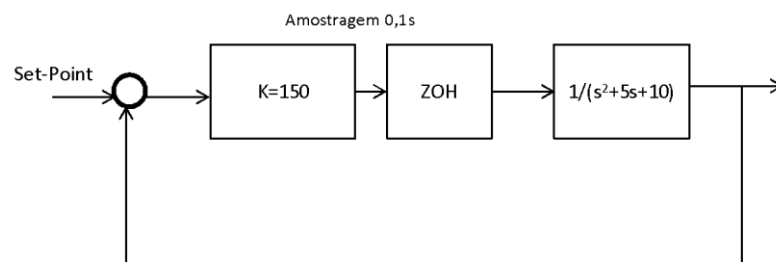 Amostragem 0,1s
Set-Point
K=150
ZOH
1/(s²+5s+10)